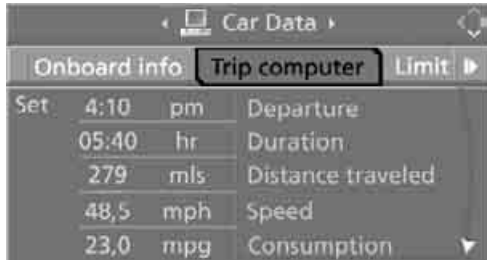 Car Data
Onboard info Trip computer Limit
Set 4:10 pm Departure
05:40 hr Duration
279 mls Distance traveled
48,5 mph Speed
23,0 mpg Consumption